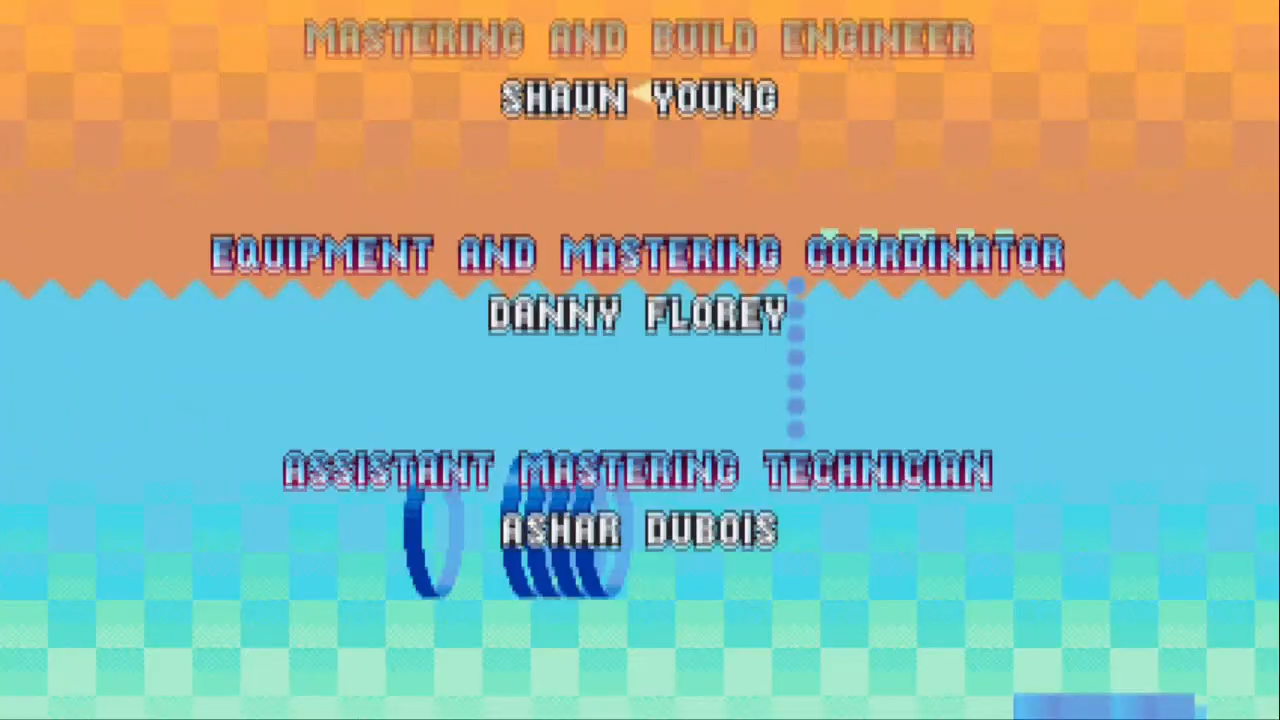 MASTERING AND BUILD ENGINEER
SHAUN YOUNG
EQUIPMENT AND MASTERING COORDINATOR
DANNY FLOREY
ASSISTANT MASTERING TECHNICIAN
ASHAR DUBOIS